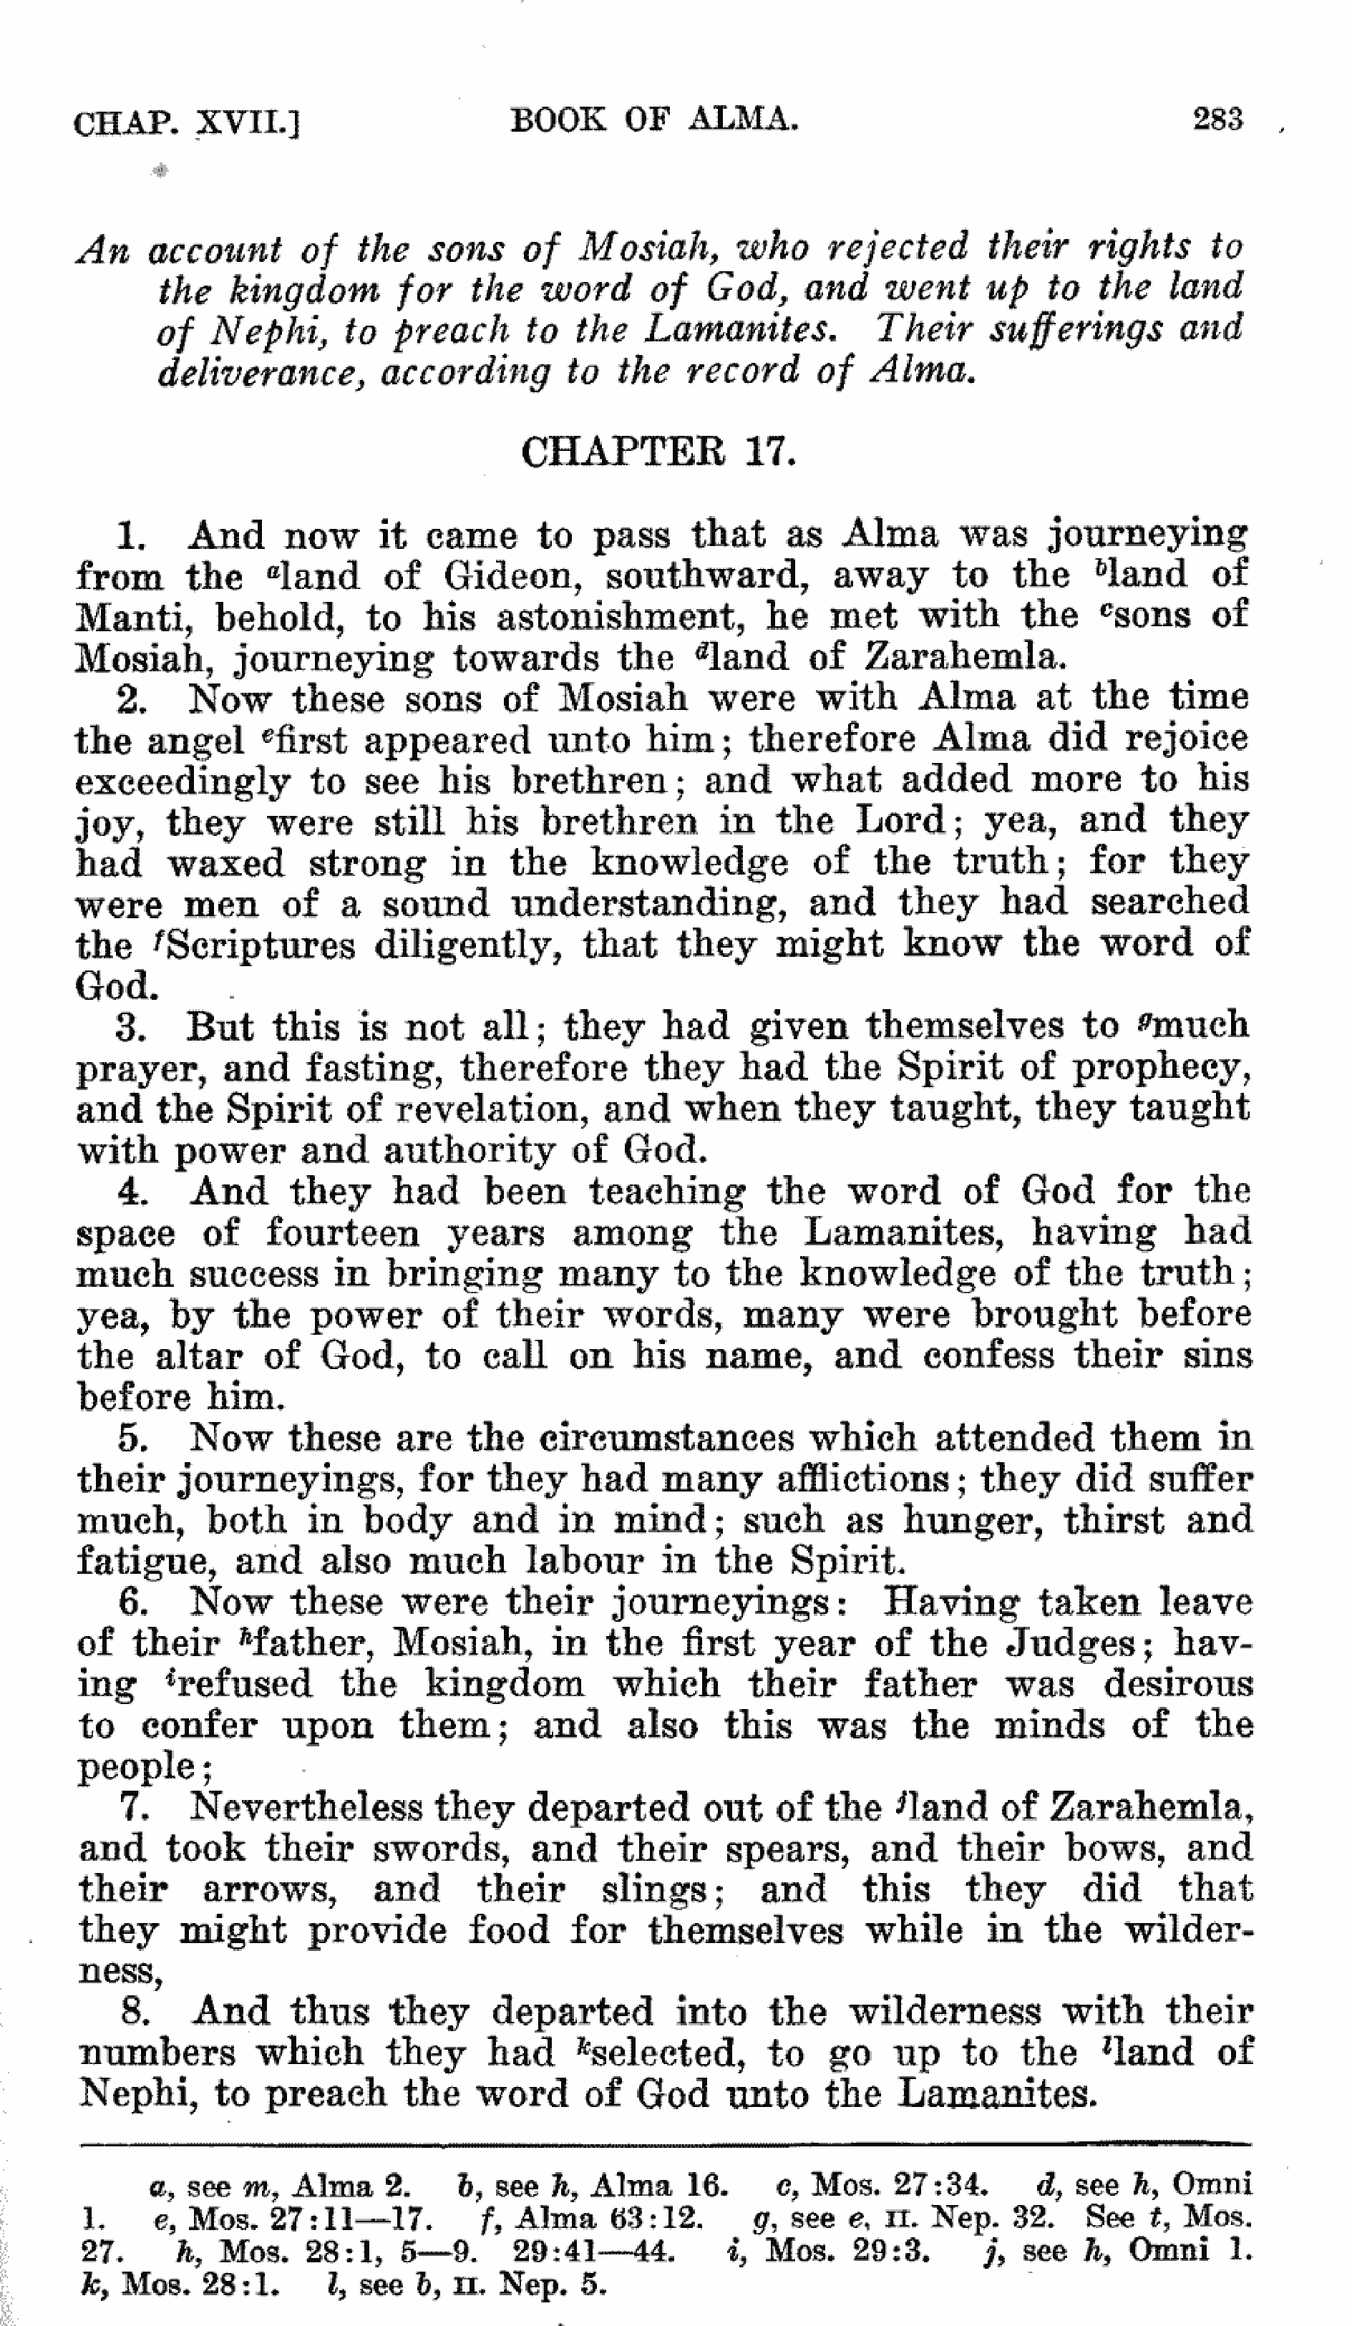 CHAP. XVII.] BOOK OF ALMA. 283
An account of the sons of Mosiah, who rejected their rights to
the kingdom for the word of God, and went up to the land
of Nephi, to preach to the Lamanites. Their sufferings and
deliverance, according to the record of Alma.
CHAPTER 17.
1. And now it came to pass that as Alma was journeying
from the ᵃland of Gideon, southward, away to the ᵇland of
Manti, behold, to his astonishment, he met with the ᶜsons of
Mosiah, journeying towards the ᵈland of Zarahemla.
2. Now these sons of Mosiah were with Alma at the time
the angel ᵉfirst appeared unto him; therefore Alma did rejoice
exceedingly to see his brethren; and what added more to his
joy, they were still his brethren in the Lord; yea, and they
had waxed strong in the knowledge of the truth; for they
were men of a sound understanding, and they had searched
the ᶠScriptures diligently, that they might know the word of
God.
3. But this is not all; they had given themselves to ᵍmuch
prayer, and fasting, therefore they had the Spirit of prophecy,
and the Spirit of revelation, and when they taught, they taught
with power and authority of God.
4. And they had been teaching the word of God for the
space of fourteen years among the Lamanites, having had
much success in bringing many to the knowledge of the truth;
yea, by the power of their words, many were brought before
the altar of God, to call on his name, and confess their sins
before him.
5. Now these are the circumstances which attended them in
their journeyings, for they had many afflictions; they did suffer
much, both in body and in mind; such as hunger, thirst and
fatigue, and also much labour in the Spirit.
6. Now these were their journeyings: Having taken leave
of their ʰfather, Mosiah, in the first year of the Judges; hav-
ing ⁱrefused the kingdom which their father was desirous
to confer upon them; and also this was the minds of the
people;
7. Nevertheless they departed out of the ʲland of Zarahemla,
and took their swords, and their spears, and their bows, and
their arrows, and their slings; and this they did that
they might provide food for themselves while in the wilder-
ness,
8. And thus they departed into the wilderness with their
numbers which they had ᵏselected, to go up to the ˡland of
Nephi, to preach the word of God unto the Lamanites.
a, see m, Alma 2. b, see h, Alma 16. c, Mos. 27:34. d, see h, Omni
1. e, Mos. 27:11—17. f, Alma 63:12. g, see e, II. Nep. 32. See t, Mos.
27. h, Mos. 28:1, 5—9. 29:41—44. i, Mos. 29:3. j, see h, Omni 1.
k, Mos. 28:1. l, see b, II. Nep. 5.